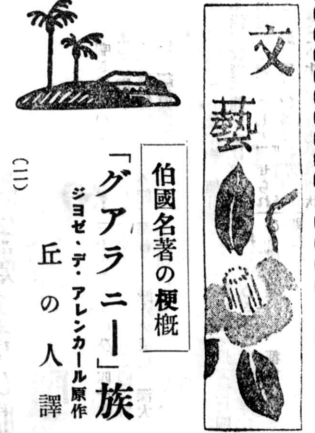 文藝
伯國名著の梗概
「グアラニー」族
ジヨゼ、デ、アレンカール原作
丘の人譯
(二)